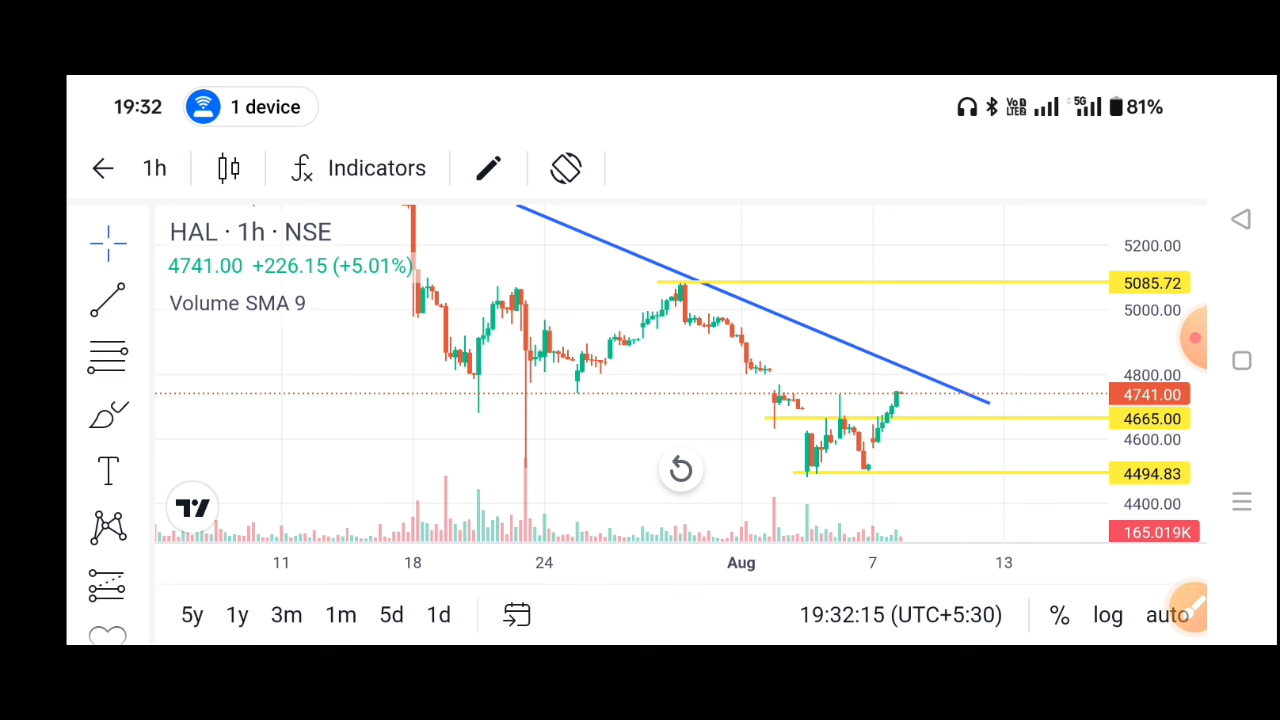 19:32 1 device VoD LTE2 5G 81%
1h Indicators
HAL · 1h · NSE
4741.00 +226.15 (+5.01%)
Volume SMA 9
5200.00
5085.72
5000.00
4800.00
4741.00
4665.00
4600.00
4494.83
4400.00
165.019K
11 18 24 Aug 7 13
5y 1y 3m 1m 5d 1d 19:32:15 (UTC+5:30) % log auto